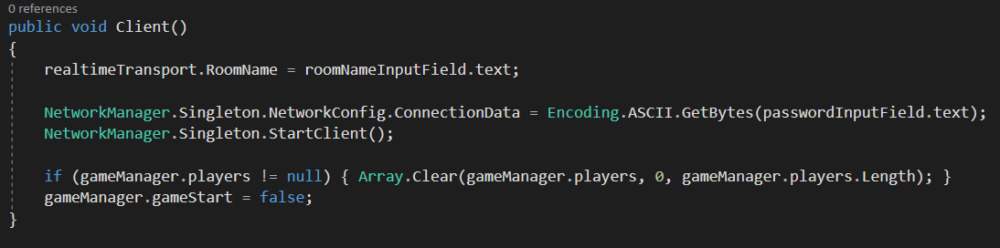 0 references
public void Client()
{
realtimeTransport.RoomName = roomNameInputField.text;
NetworkManager.Singleton.NetworkConfig.ConnectionData = Encoding.ASCII.GetBytes(passwordInputField.text);
NetworkManager.Singleton.StartClient();
if (gameManager.players != null) { Array.Clear(gameManager.players, 0, gameManager.players.Length); }
gameManager.gameStart = false;
}